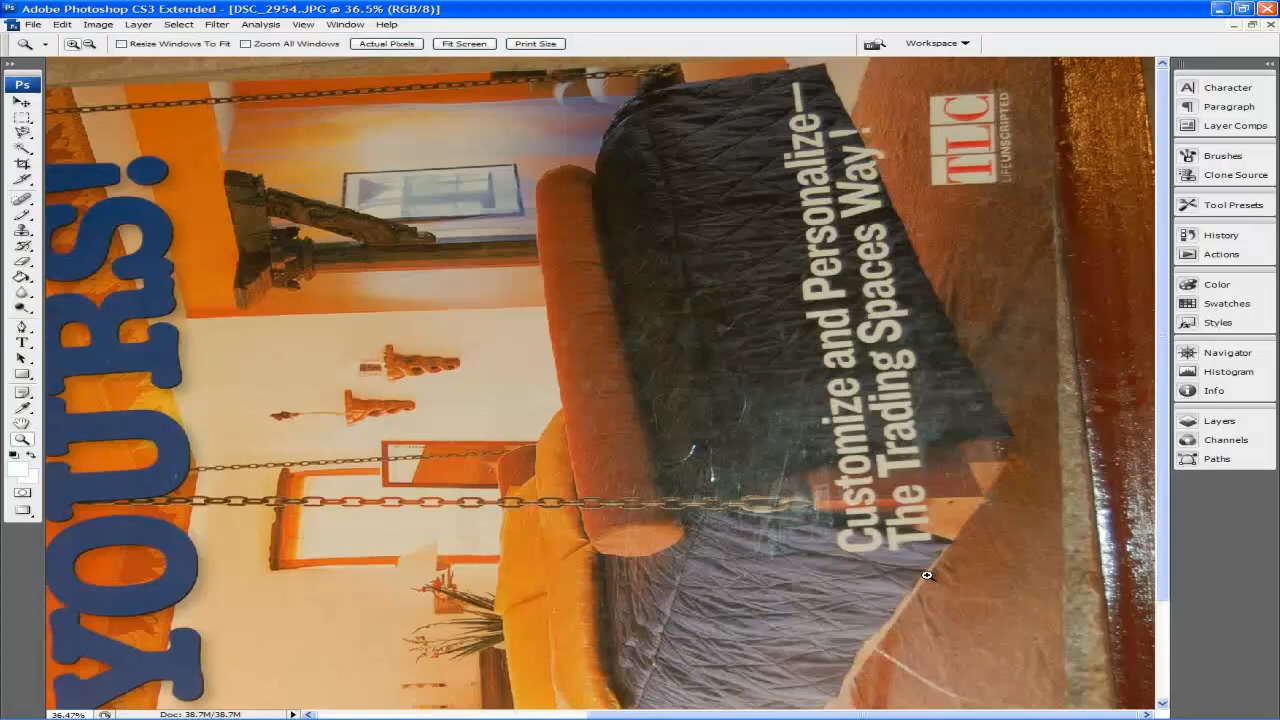 Adobe Photoshop CS3 Extended - [DSC_2954.JPG @ 36.5% (RGB/8)]
File Edit Image Layer Select Filter Analysis View Window Help
Resize Windows To Fit Zoom All Windows Actual Pixels Fit Screen Print Size Workspace
Ps
YOURS!
Customize and Personalize—
The Trading Spaces Way!
TLC
LIFE UNSCRIPTED
Character
Paragraph
Layer Comps
Brushes
Clone Source
Tool Presets
History
Actions
Color
Swatches
Styles
Navigator
Histogram
Info
Layers
Channels
Paths
36.47% Doc: 38.7M/38.7M